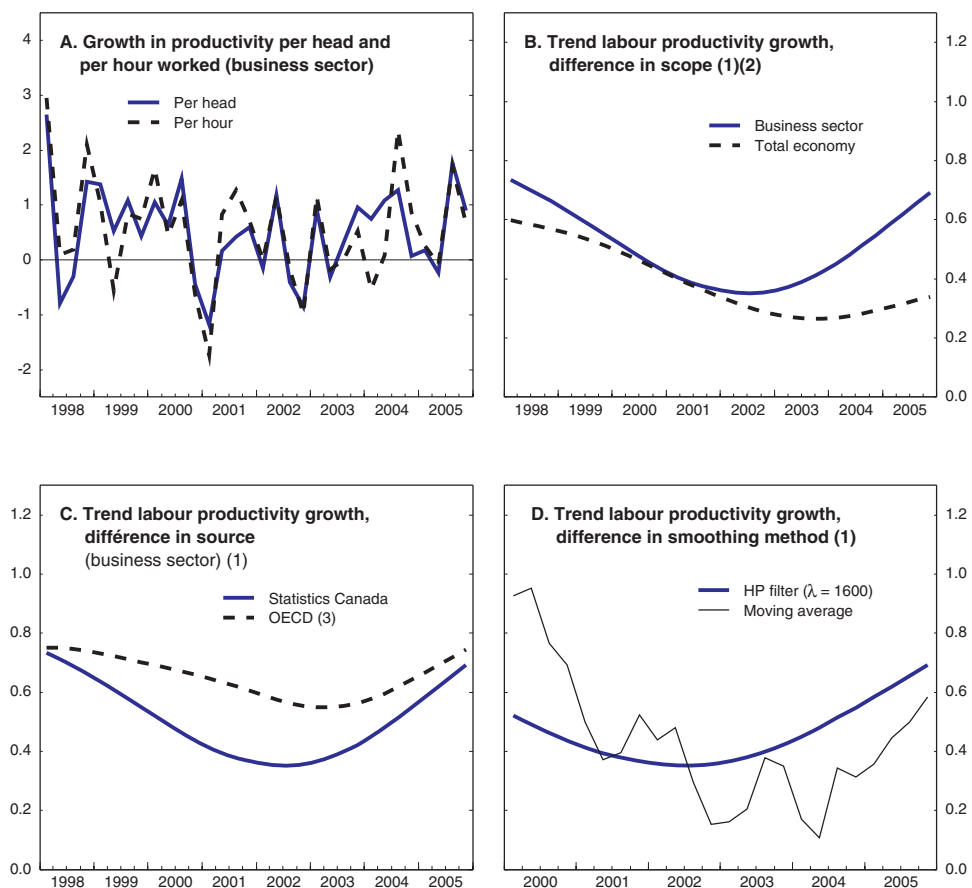 A. Growth in productivity per head and
per hour worked (business sector)
Per head
Per hour
4
3
2
1
0
-1
-2
1998 1999 2000 2001 2002 2003 2004 2005
B. Trend labour productivity growth,
difference in scope (1)(2)
Business sector
Total economy
1.2
1.0
0.8
0.6
0.4
0.2
0.0
1998 1999 2000 2001 2002 2003 2004 2005
C. Trend labour productivity growth,
différence in source
(business sector) (1)
Statistics Canada
OECD (3)
1.2
1.0
0.8
0.6
0.4
0.2
0.0
1998 1999 2000 2001 2002 2003 2004 2005
D. Trend labour productivity growth,
difference in smoothing method (1)
HP filter (λ = 1600)
Moving average
1.2
1.0
0.8
0.6
0.4
0.2
0.0
2000 2001 2002 2003 2004 2005